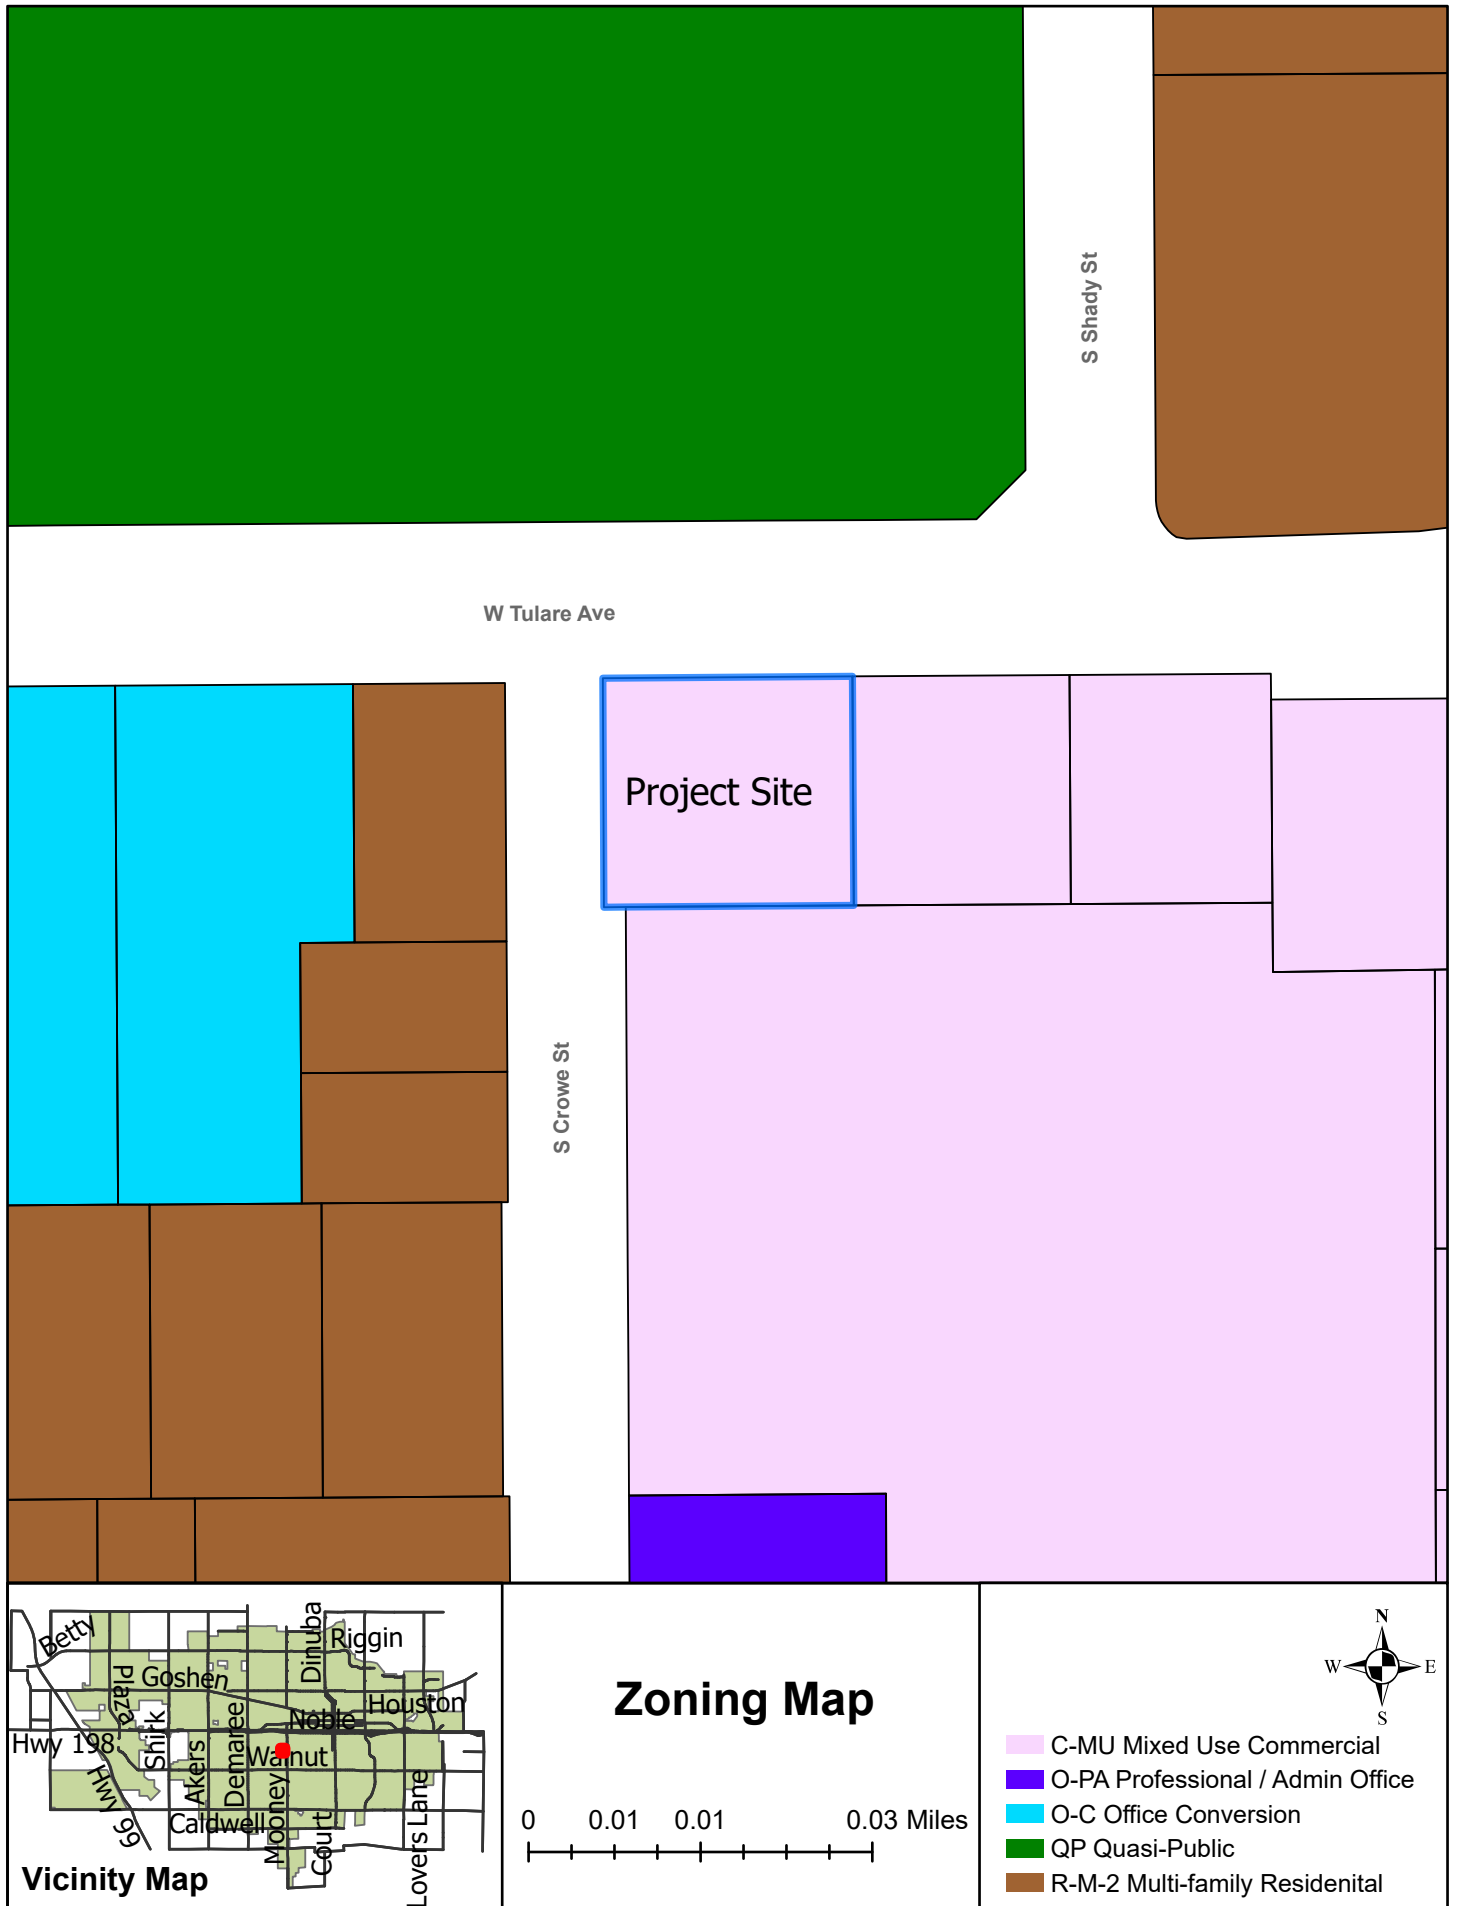 S Shady St
W Tulare Ave
Project Site
S Crowe St
Betty
Plaza
Goshen
Dinuba
Riggin
Houston
Noble
Hwy 198
Shirk
Akers
Demaree
Walnut
Hwy 99
Caldwell
Mooney
Court
Lovers Lane
Vicinity Map
Zoning Map
0 0.01 0.01 0.03 Miles
N
W E
S
C-MU Mixed Use Commercial
O-PA Professional / Admin Office
O-C Office Conversion
QP Quasi-Public
R-M-2 Multi-family Residenital